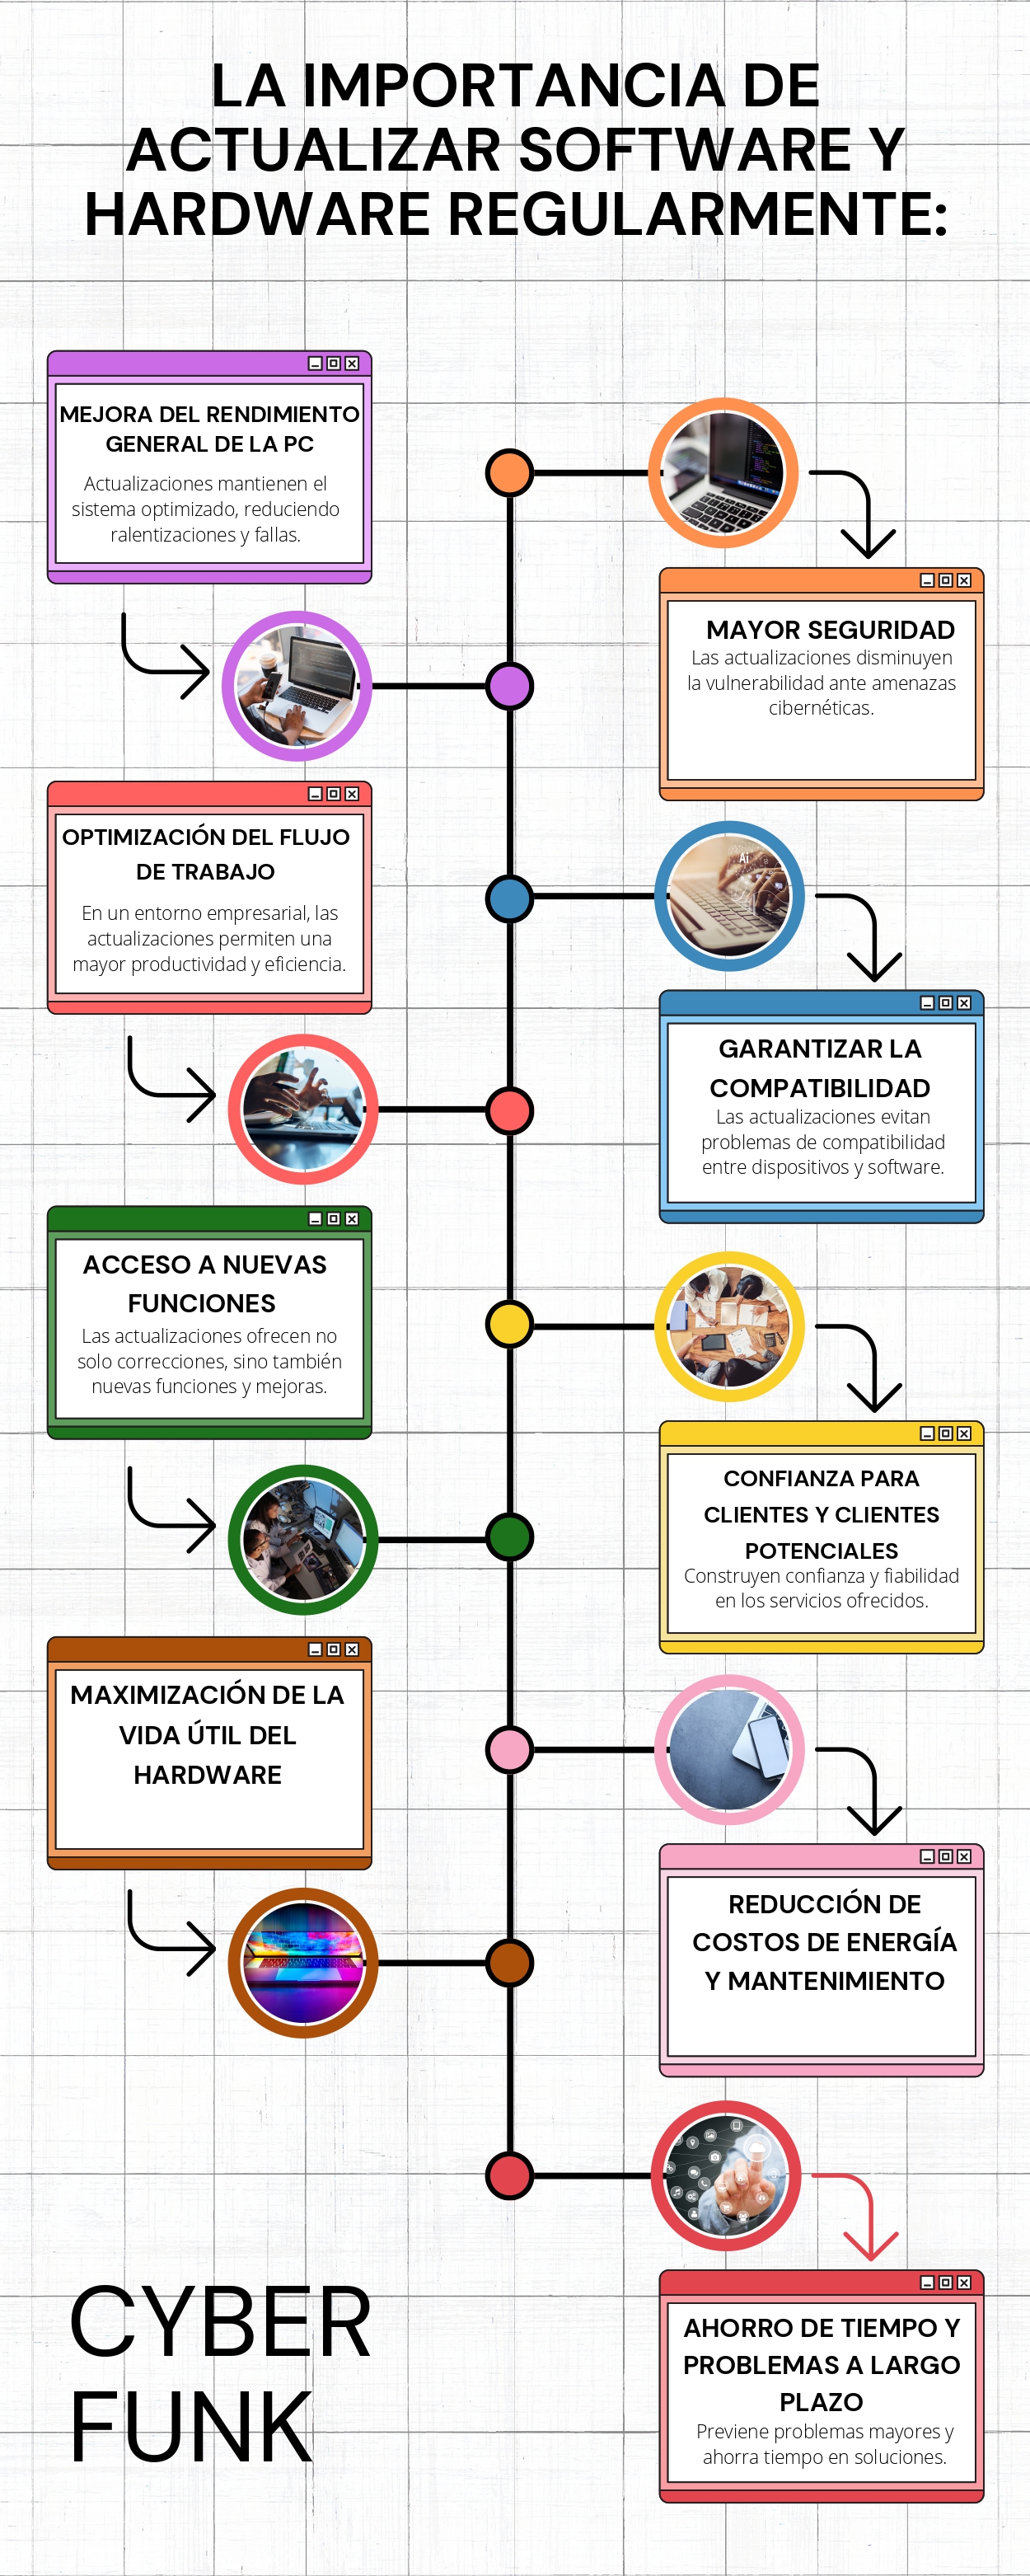 LA IMPORTANCIA DE
ACTUALIZAR SOFTWARE Y
HARDWARE REGULARMENTE:
MEJORA DEL RENDIMIENTO
GENERAL DE LA PC
Actualizaciones mantienen el
sistema optimizado, reduciendo
ralentizaciones y fallas.
MAYOR SEGURIDAD
Las actualizaciones disminuyen
la vulnerabilidad ante amenazas
cibernéticas.
OPTIMIZACIÓN DEL FLUJO
DE TRABAJO
En un entorno empresarial, las
actualizaciones permiten una
mayor productividad y eficiencia.
Ai
GARANTIZAR LA
COMPATIBILIDAD
Las actualizaciones evitan
problemas de compatibilidad
entre dispositivos y software.
ACCESO A NUEVAS
FUNCIONES
Las actualizaciones ofrecen no
solo correcciones, sino también
nuevas funciones y mejoras.
CONFIANZA PARA
CLIENTES Y CLIENTES
POTENCIALES
Construyen confianza y fiabilidad
en los servicios ofrecidos.
MAXIMIZACIÓN DE LA
VIDA ÚTIL DEL
HARDWARE
REDUCCIÓN DE
COSTOS DE ENERGÍA
Y MANTENIMIENTO
AHORRO DE TIEMPO Y
PROBLEMAS A LARGO
PLAZO
Previene problemas mayores y
ahorra tiempo en soluciones.
CYBER
FUNK